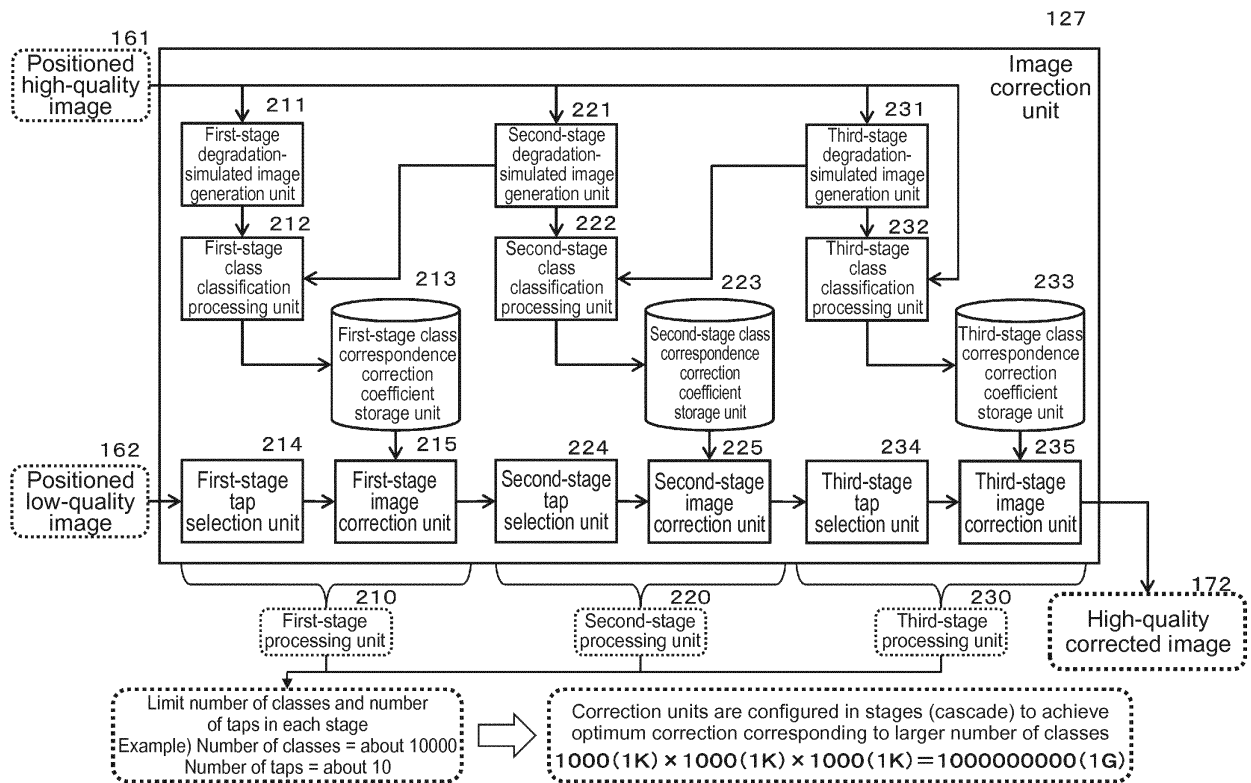 127
161
Positioned
high-quality
image
Image
correction
unit
211
221
231
First-stage
degradation-
simulated image
generation unit
Second-stage
degradation-
simulated image
generation unit
Third-stage
degradation-
simulated image
generation unit
212
222
232
First-stage
class
classification
processing unit
Second-stage
class
classification
processing unit
Third-stage
class
classification
processing unit
213
223
233
First-stage class
correspondence
correction
coefficient
storage unit
Second-stage class
correspondence
correction
coefficient
storage unit
Third-stage class
correspondence
correction
coefficient
storage unit
162
Positioned
low-quality
image
214
215
224
225
234
235
First-stage
tap
selection unit
First-stage
image
correction unit
Second-stage
tap
selection unit
Second-stage
image
correction unit
Third-stage
tap
selection unit
Third-stage
image
correction unit
210
220
230
172
First-stage
processing unit
Second-stage
processing unit
Third-stage
processing unit
High-quality
corrected image
Limit number of classes and number
of taps in each stage
Example) Number of classes = about 10000
Number of taps = about 10
Correction units are configured in stages (cascade) to achieve
optimum correction corresponding to larger number of classes
1000(1K)×1000(1K)×1000(1K)=1000000000(1G)